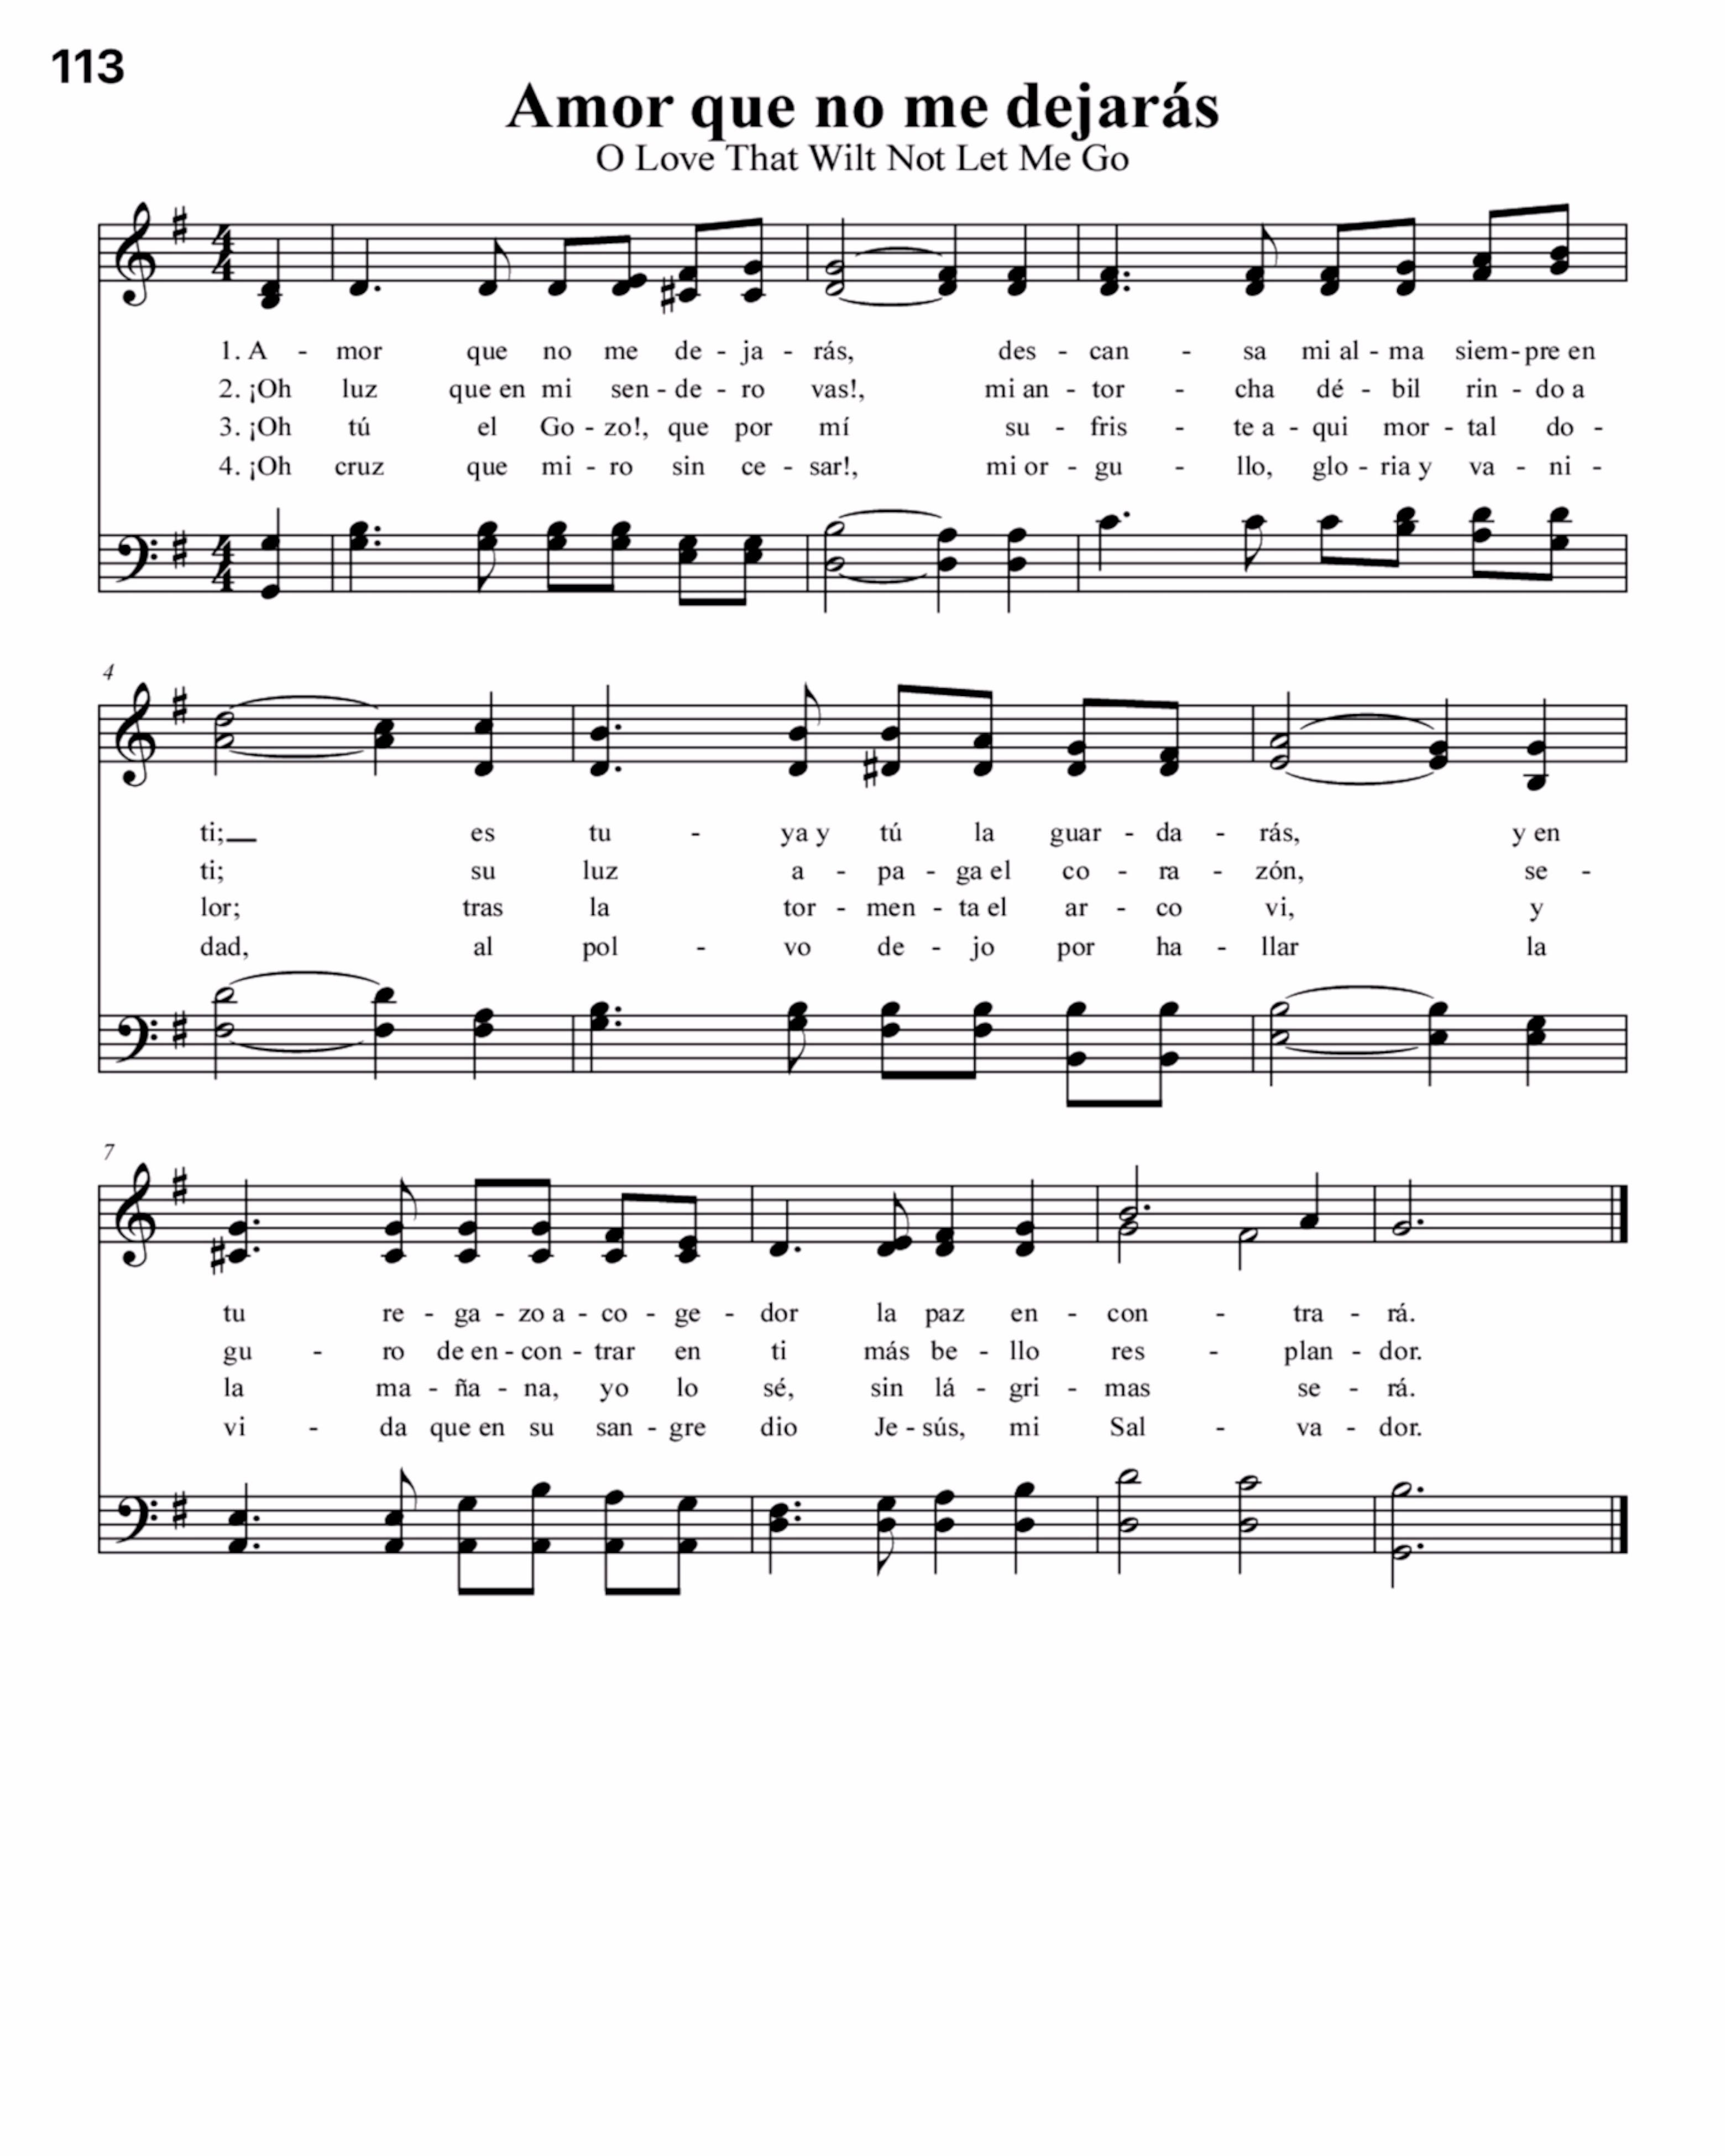 113
Amor que no me dejarás
O Love That Wilt Not Let Me Go
1. A - mor que no me de - ja - rás, des - can - sa mi al - ma siem - pre en
2. ¡Oh luz que en mi sen - de - ro vas!, mi an - tor - cha dé - bil rin - do a
3. ¡Oh tú el Go - zo!, que por mí su - fris - te a - qui mor - tal do -
4. ¡Oh cruz que mi - ro sin ce - sar!, mi or - gu - llo, glo - ria y va - ni -
4
ti; es tu - ya y tú la guar - da - rás, y en
ti; su luz a - pa - ga el co - ra - zón, se -
lor; tras la tor - men - ta el ar - co vi, y
dad, al pol - vo de - jo por ha - llar la
7
tu re - ga - zo a - co - ge - dor la paz en - con - tra - rá.
gu - ro de en - con - trar en ti más be - llo res - plan - dor.
la ma - ña - na, yo lo sé, sin lá - gri - mas se - rá.
vi - da que en su san - gre dio Je - sús, mi Sal - va - dor.